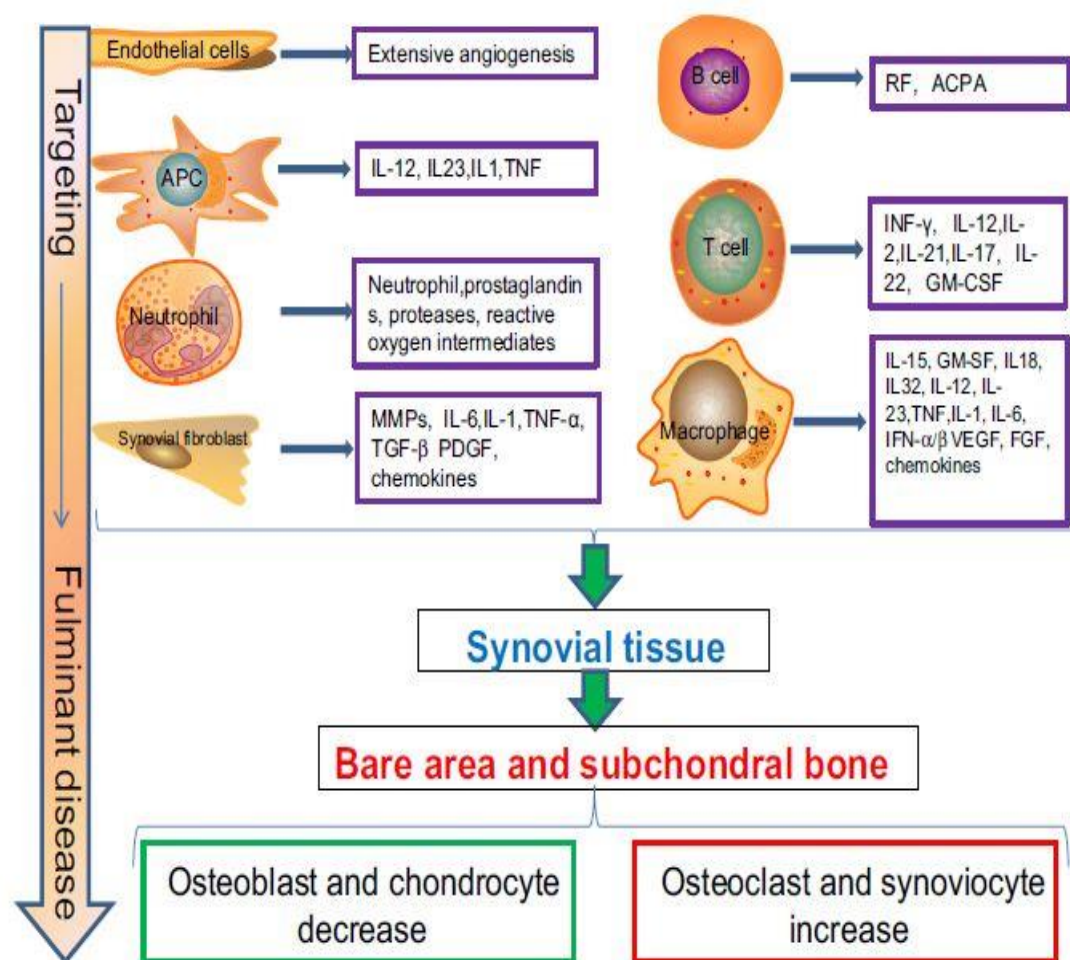 Targeting
Fulminant disease
Endothelial cells
Extensive angiogenesis
APC
IL-12, IL23,IL1,TNF
Neutrophil
Neutrophil,prostaglandin
s, proteases, reactive
oxygen intermediates
Synovial fibroblast
MMPs, IL-6,IL-1,TNF-α,
TGF-β PDGF,
chemokines
B cell
RF, ACPA
T cell
INF-γ, IL-12,IL-
2,IL-21,IL-17, IL-
22, GM-CSF
Macrophage
IL-15, GM-SF, IL18,
IL32, IL-12, IL-
23,TNF,IL-1, IL-6,
IFN-α/β VEGF, FGF,
chemokines
Synovial tissue
Bare area and subchondral bone
Osteoblast and chondrocyte
decrease
Osteoclast and synoviocyte
increase